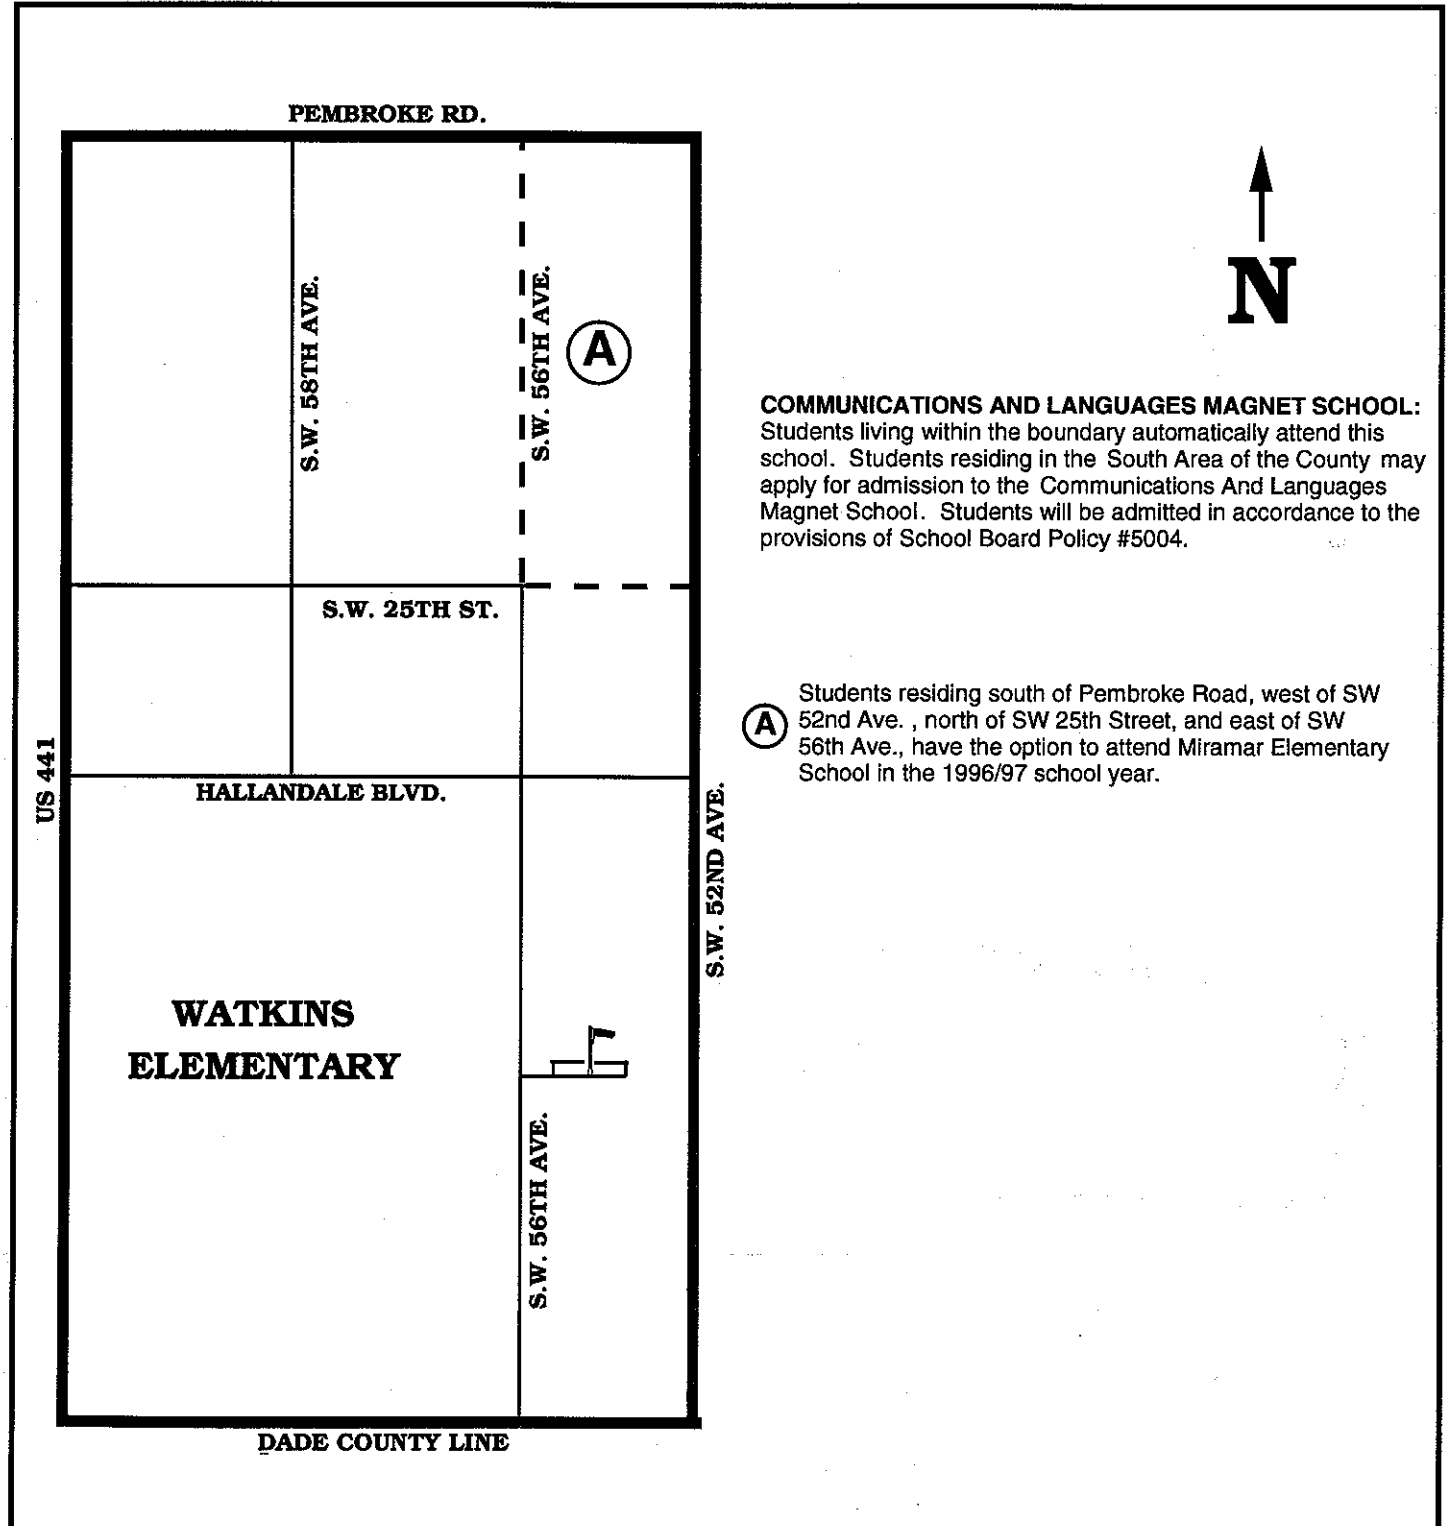 PEMBROKE RD.
S.W. 58TH AVE.
S.W. 56TH AVE.
A
N
COMMUNICATIONS AND LANGUAGES MAGNET SCHOOL:
Students living within the boundary automatically attend this
school. Students residing in the South Area of the County may
apply for admission to the Communications And Languages
Magnet School. Students will be admitted in accordance to the
provisions of School Board Policy #5004.
S.W. 25TH ST.
A
Students residing south of Pembroke Road, west of SW
52nd Ave. , north of SW 25th Street, and east of SW
56th Ave., have the option to attend Miramar Elementary
School in the 1996/97 school year.
US 441
HALLANDALE BLVD.
S.W. 52ND AVE.
WATKINS
ELEMENTARY
S.W. 56TH AVE.
DADE COUNTY LINE